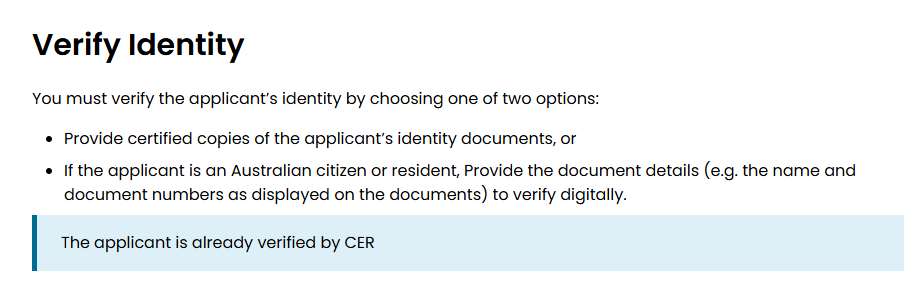 Verify Identity
You must verify the applicant’s identity by choosing one of two options:
• Provide certified copies of the applicant’s identity documents, or
• If the applicant is an Australian citizen or resident, Provide the document details (e.g. the name and
document numbers as displayed on the documents) to verify digitally.
The applicant is already verified by CER